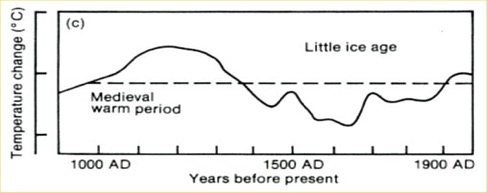 Temperature change (°C)
(c)
Little ice age
Medieval
warm period
1000 AD
1500 AD
1900 AD
Years before present